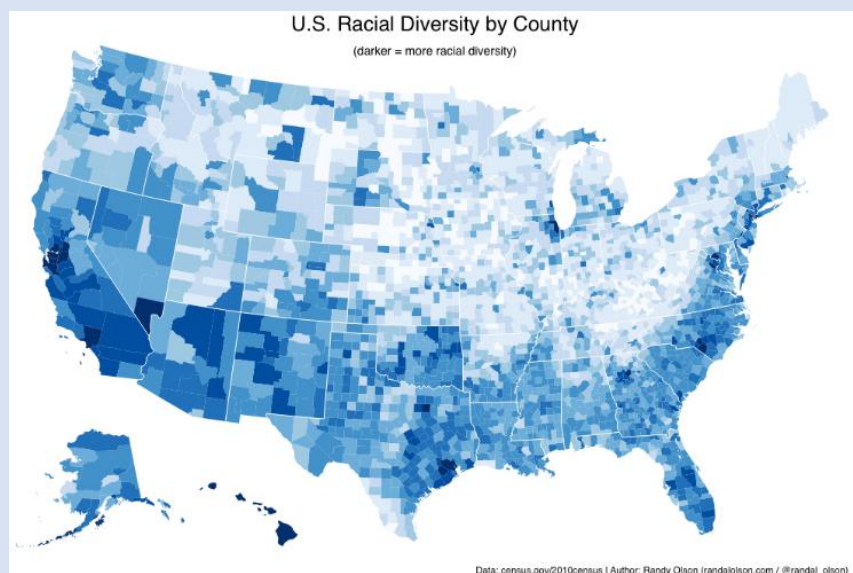 U.S. Racial Diversity by County
(darker = more racial diversity)
Data: census.gov/2010census | Author: Randy Olson (randalolson.com / @randal_olson)